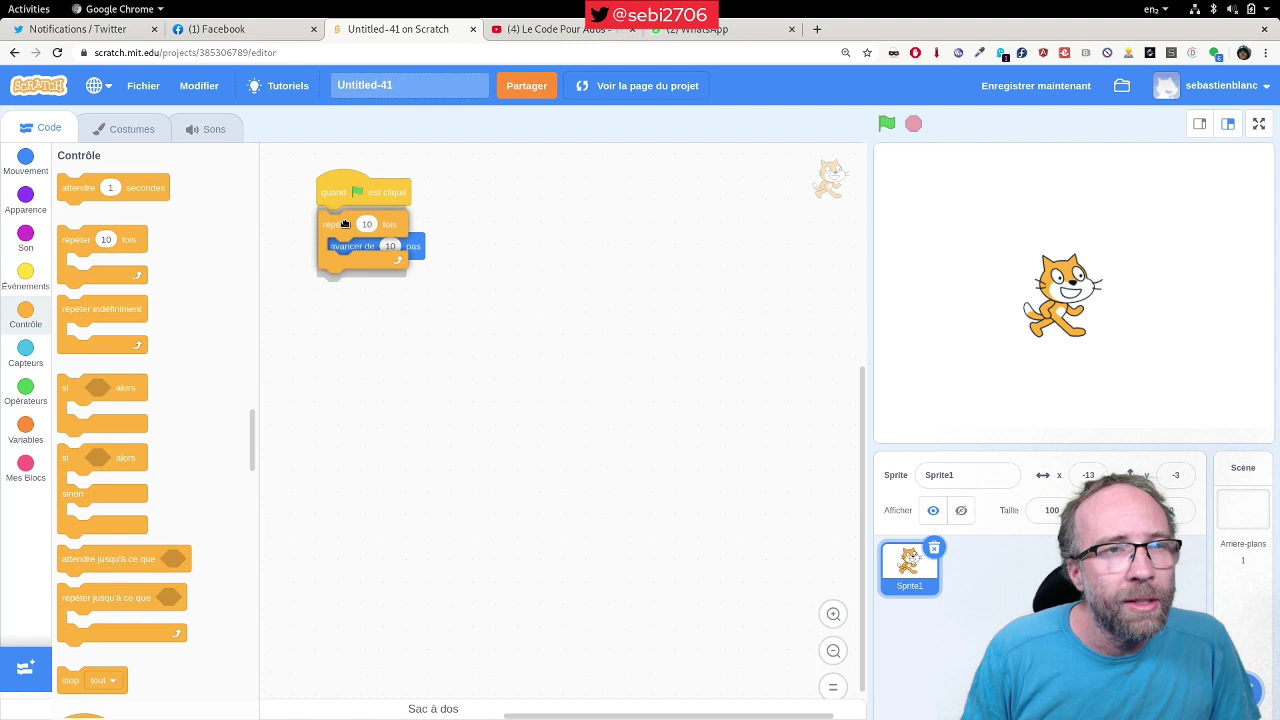 Activities
Google Chrome
@sebi2706
en2
Notifications / Twitter
(1) Facebook
Untitled-41 on Scratch
(4) Le Code Pour Ados -
(2) WhatsApp
scratch.mit.edu/projects/385306789/editor
SCRATCH
Fichier
Modifier
Tutoriels
Untitled-41
Partager
Voir la page du projet
Enregistrer maintenant
sebastienblanc
Code
Costumes
Sons
Mouvement
Apparence
Son
Événements
Contrôle
Capteurs
Opérateurs
Variables
Mes Blocs
Contrôle
attendre 1 secondes
répéter 10 fois
répéter indéfiniment
si alors
si alors
sinon
attendre jusqu'à ce que
répéter jusqu'à ce que
stop tout
quand est cliqué
10 fois
avancer de 10 pas
Sac à dos
Sprite Sprite1 x -13 y -3
Afficher Taille 100
Sprite1
Scène
Arrière-plans
1